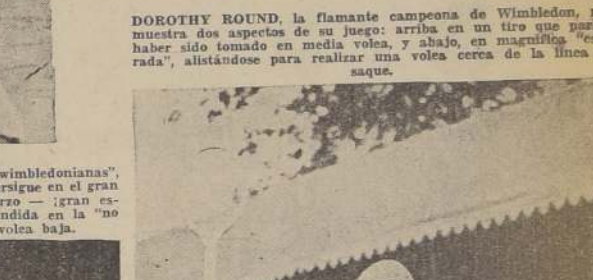 DOROTHY ROUND, la flamante campeona de Wimbledon,
muestra dos aspectos de su juego: arriba en un tiro que
haber sido tomado en media volea, y abajo, en magnífica
rada", alistándose para realizar una volea cerca de la línea
saque.
wimbledonianas",
rsigue en el gran
rzo — ¡gran es-
ndida en la "no
volea baja.